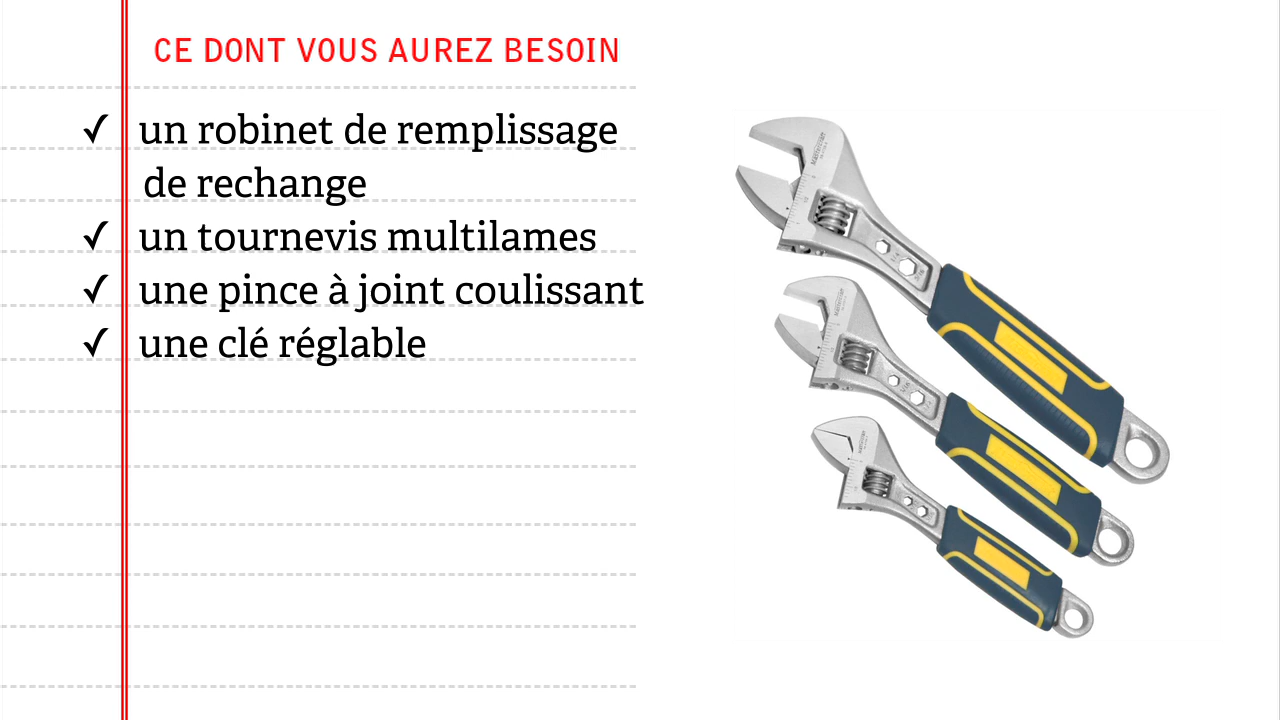 CE DONT VOUS AUREZ BESOIN
✓ un robinet de remplissage
de rechange
✓ un tournevis multilames
✓ une pince à joint coulissant
✓ une clé réglable